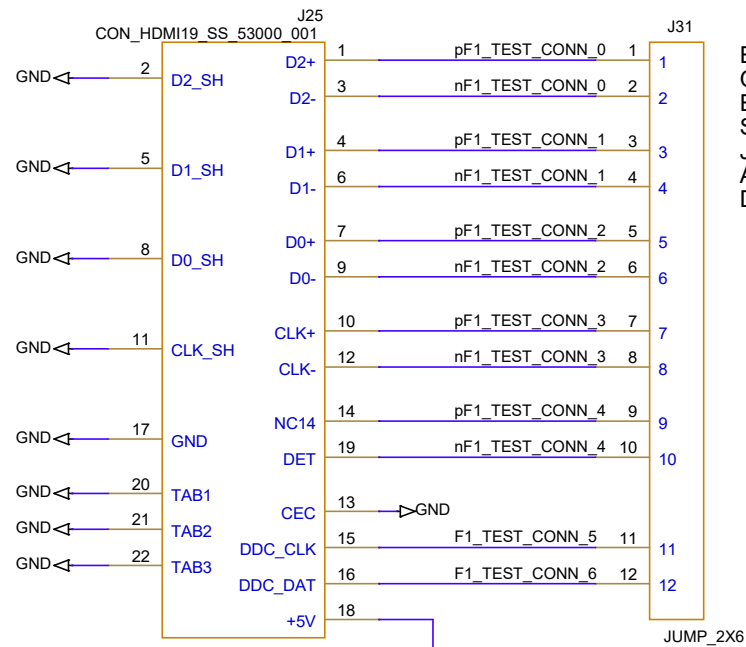 J25
CON_HDMI19_SS_53000_001
J31
GND 2 D2_SH
D2+ 1 pF1_TEST_CONN_0 1 1
D2- 3 nF1_TEST_CONN_0 2 2
GND 5 D1_SH
D1+ 4 pF1_TEST_CONN_1 3 3
D1- 6 nF1_TEST_CONN_1 4 4
GND 8 D0_SH
D0+ 7 pF1_TEST_CONN_2 5 5
D0- 9 nF1_TEST_CONN_2 6 6
GND 11 CLK_SH
CLK+ 10 pF1_TEST_CONN_3 7 7
CLK- 12 nF1_TEST_CONN_3 8 8
GND 17 GND
NC14 14 pF1_TEST_CONN_4 9 9
DET 19 nF1_TEST_CONN_4 10 10
GND 20 TAB1
GND 21 TAB2
GND 22 TAB3
CEC 13 GND
DDC_CLK 15 F1_TEST_CONN_5 11 11
DDC_DAT 16 F1_TEST_CONN_6 12 12
+5V 18
JUMP_2X6